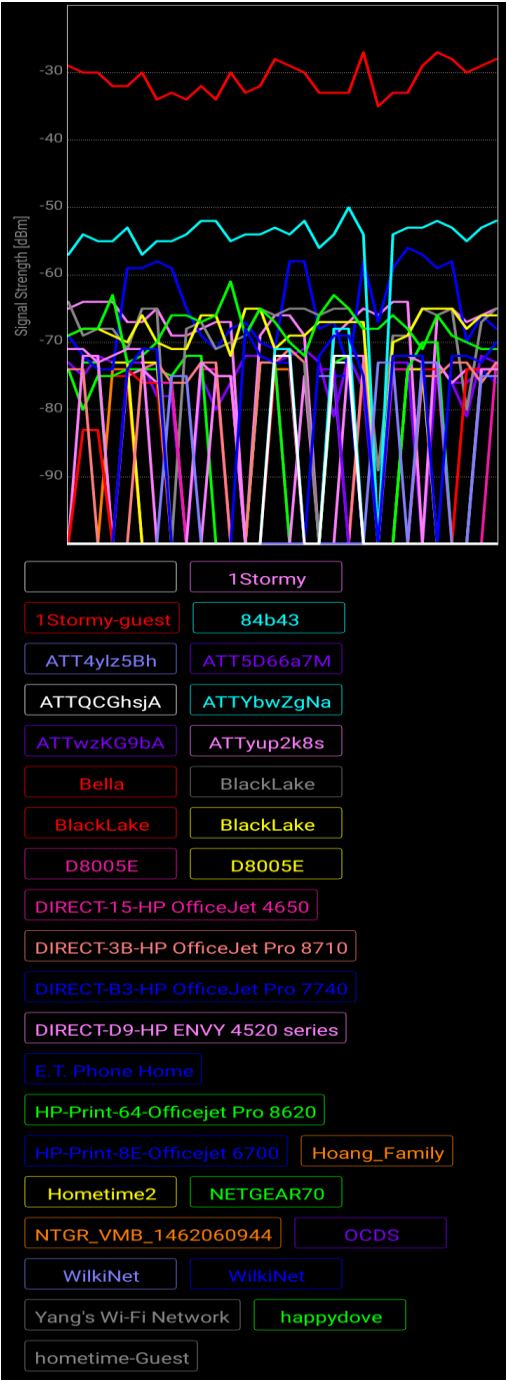 -30
-40
-50
-60
-70
-80
-90
Signal Strength [dBm]
1Stormy
1Stormy-guest 84b43
ATT4ylz5Bh ATT5D66a7M
ATTQCGhsjA ATTYbwZgNa
ATTwzKG9bA ATTyup2k8s
Bella BlackLake
BlackLake BlackLake
D8005E D8005E
DIRECT-15-HP OfficeJet 4650
DIRECT-3B-HP OfficeJet Pro 8710
DIRECT-B3-HP OfficeJet Pro 7740
DIRECT-D9-HP ENVY 4520 series
E.T. Phone Home
HP-Print-64-Officejet Pro 8620
HP-Print-8E-Officejet 6700 Hoang_Family
Hometime2 NETGEAR70
NTGR_VMB_1462060944 OCDS
WilkiNet WilkiNet
Yang's Wi-Fi Network happydove
hometime-Guest